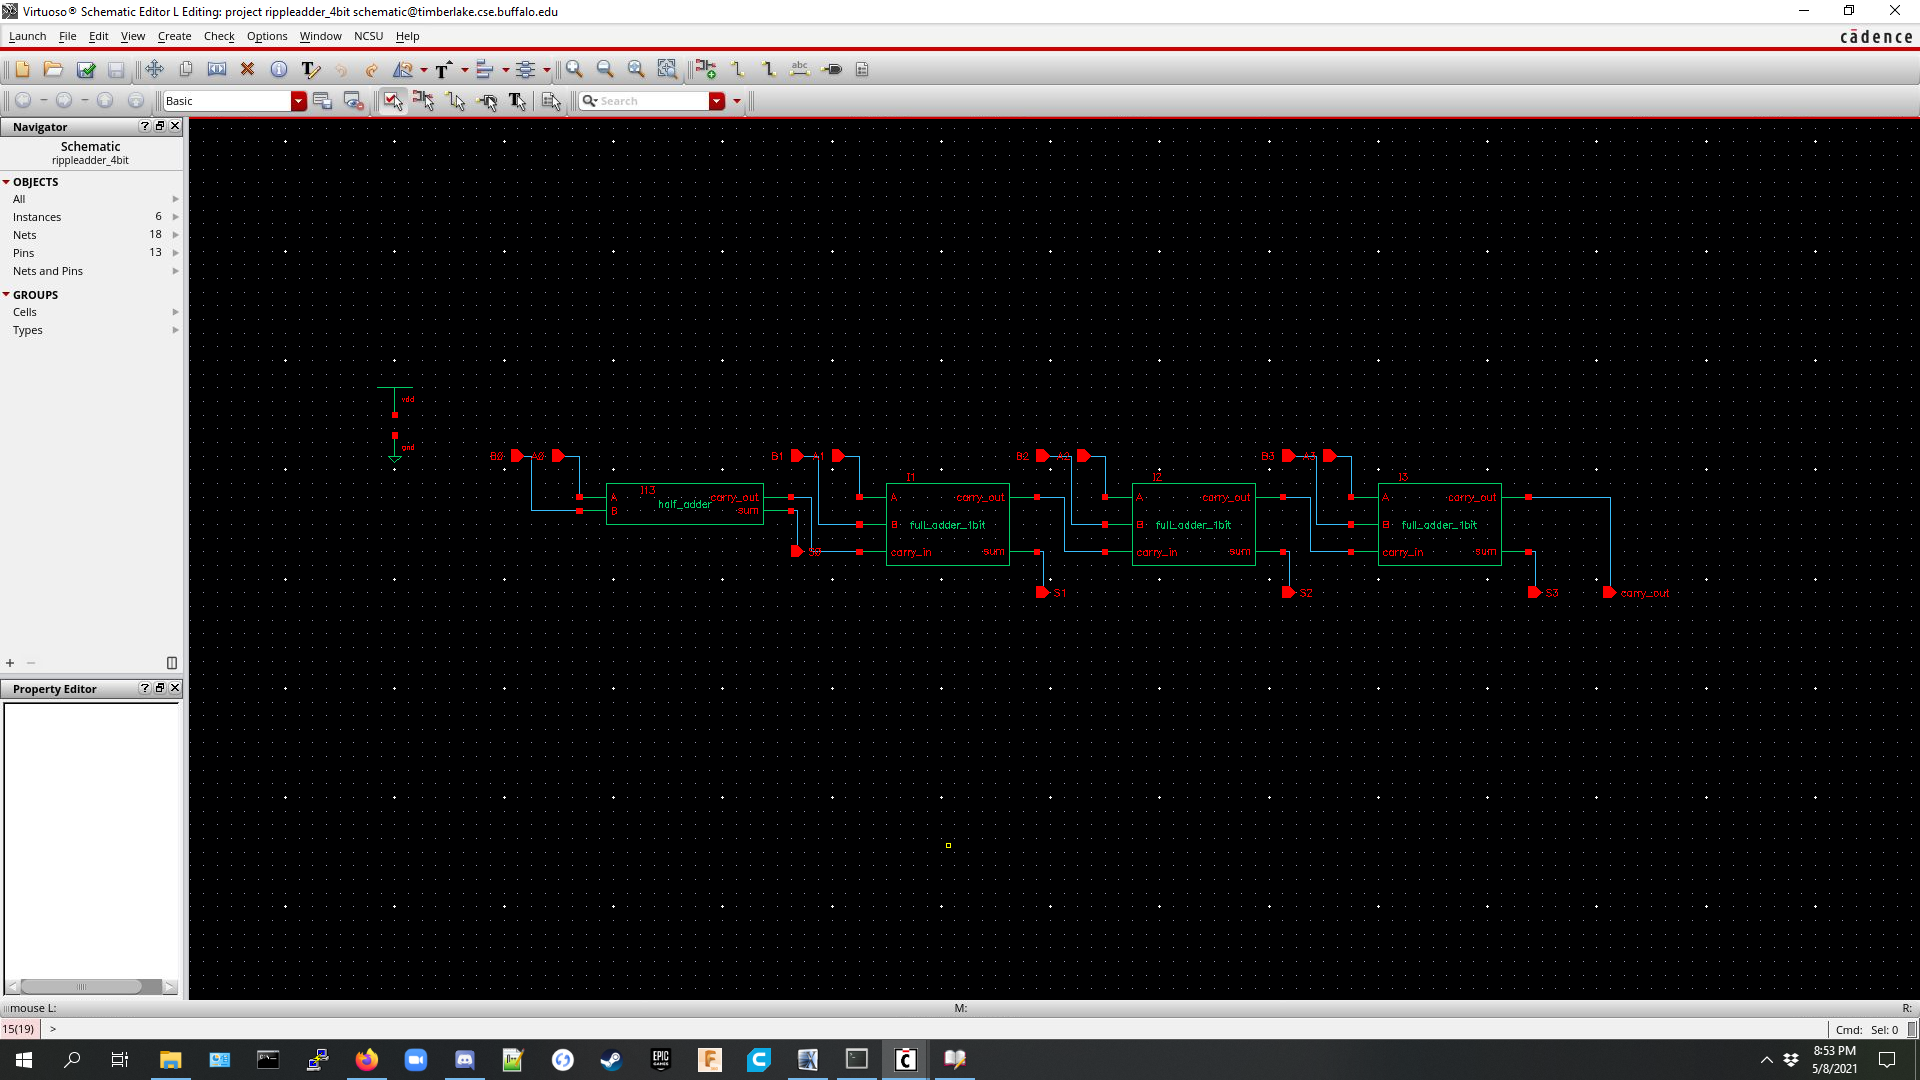 Virtuoso® Schematic Editor L Editing: project rippleadder_4bit schematic@timberlake.cse.buffalo.edu
Launch File Edit View Create Check Options Window NCSU Help
cādence
abc
Basic
Search
Navigator
Schematic
rippleadder_4bit
OBJECTS
All
Instances 6
Nets 18
Pins 13
Nets and Pins
GROUPS
Cells
Types
Property Editor
vdd
gnd
B0 A0 B1 A1 B2 A2 B3 A3
I13 I1 I2 I3
A carry_out A carry_out A carry_out A carry_out
half_adder
B sum
B full_adder_1bit B full_adder_1bit B full_adder_1bit
S0 carry_in sum carry_in sum carry_in sum
S1 S2 S3 carry_out
mouse L: M: R:
15(19) > Cmd: Sel: 0
EPIC GAMES
8:53 PM
5/8/2021